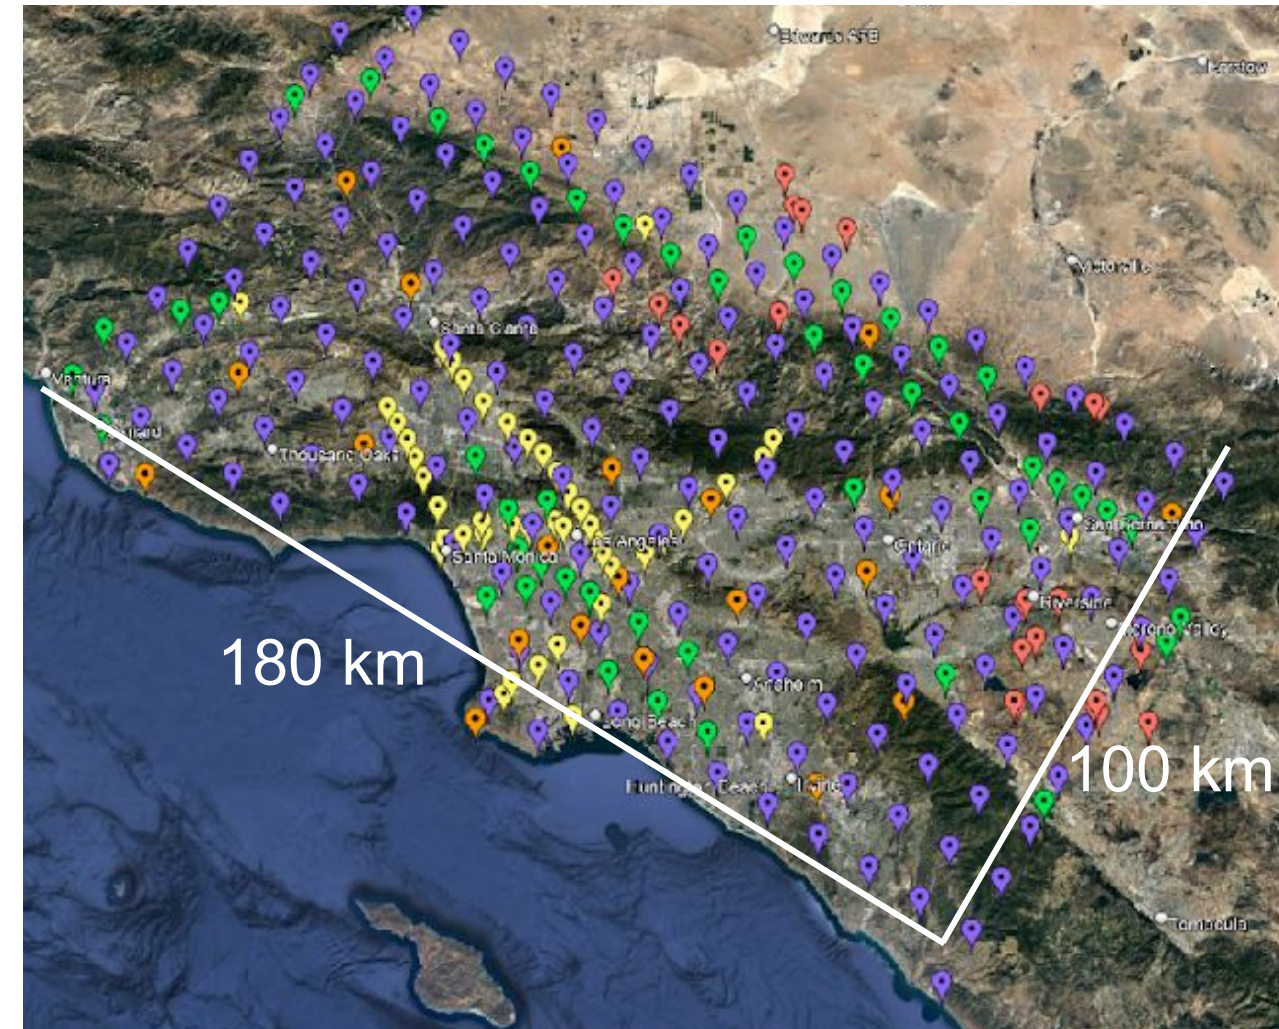 Edwards AFB
Barstow
Victorville
Santa Clarita
Ventura
Oxnard
Thousand Oaks
San Bernardino
Los Angeles
Ontario
Santa Monica
Riverside
Moreno Valley
180 km
Anaheim
Long Beach
100 km
Huntington Beach
Irvine
Temecula